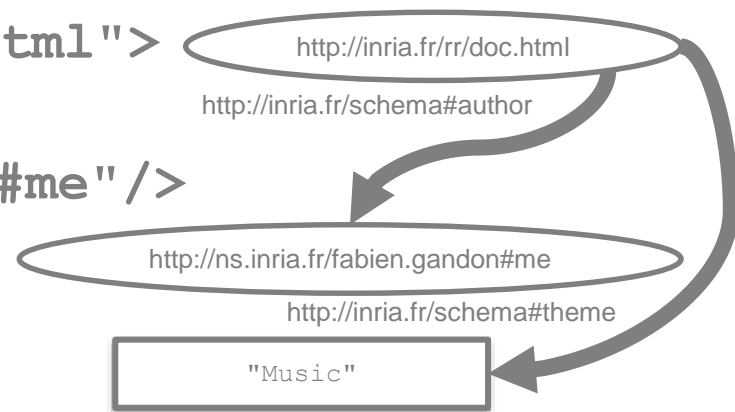 tml"> http://inria.fr/rr/doc.html
http://inria.fr/schema#author
#me"/>
http://ns.inria.fr/fabien.gandon#me
http://inria.fr/schema#theme
"Music"